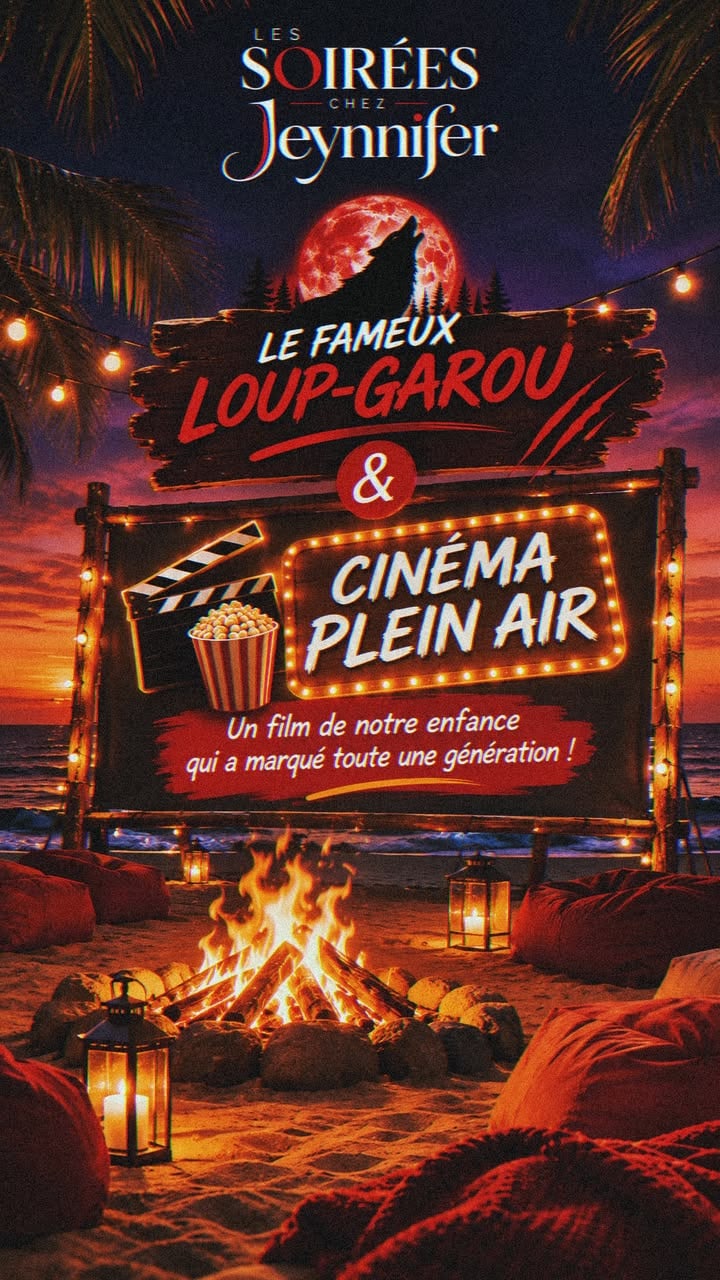 LES
SOIRÉES
CHEZ
Jeynnifer
LE FAMEUX
LOUP-GAROU
&
CINÉMA
PLEIN AIR
Un film de notre enfance
qui a marqué toute une génération !